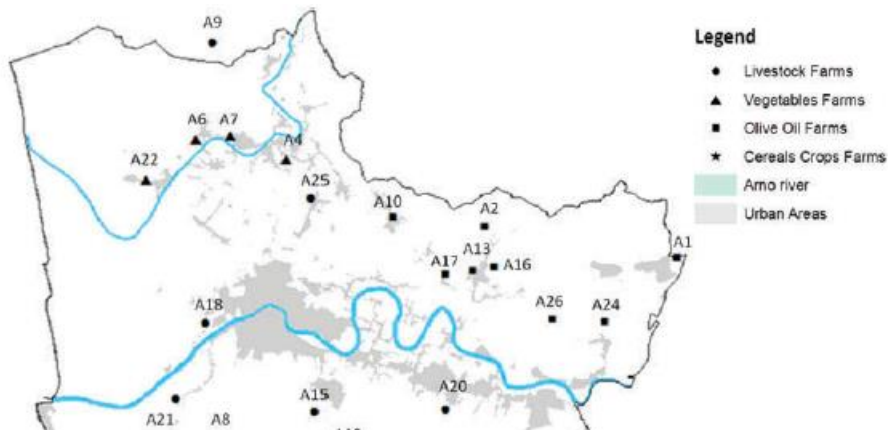 A9
Legend
Livestock Farms
Vegetables Farms
Olive Oil Farms
Cereals Crops Farms
Arno river
Urban Areas
A6 A7
A4
A22
A25
A10
A2
A1
A13
A17 A16
A26 A24
A18
A15
A20
A21 A8